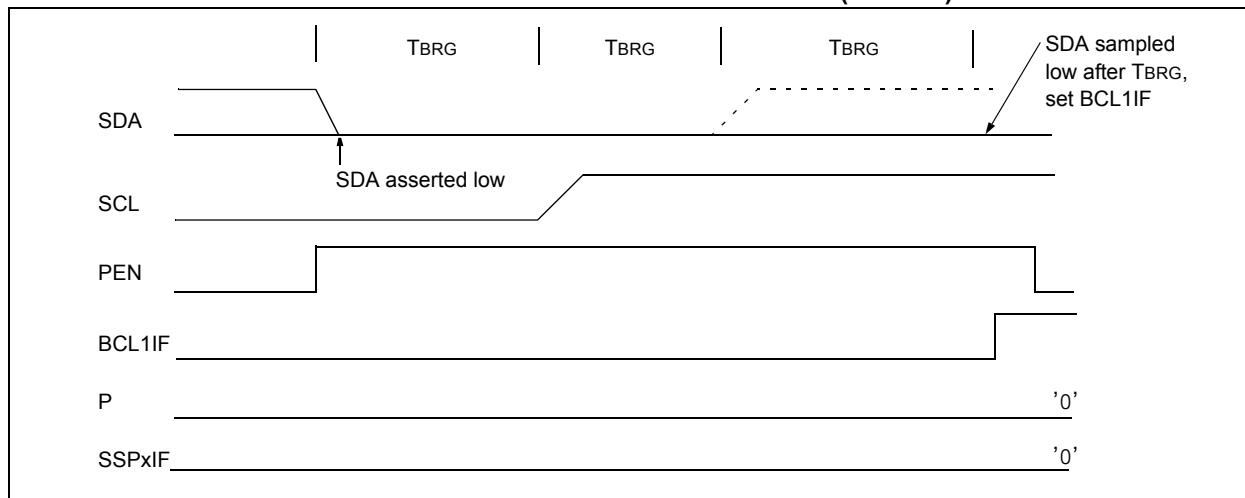 TBRG TBRG TBRG
SDA sampled
low after TBRG,
set BCL1IF
SDA
SDA asserted low
SCL
PEN
BCL1IF
P '0'
SSPxIF '0'